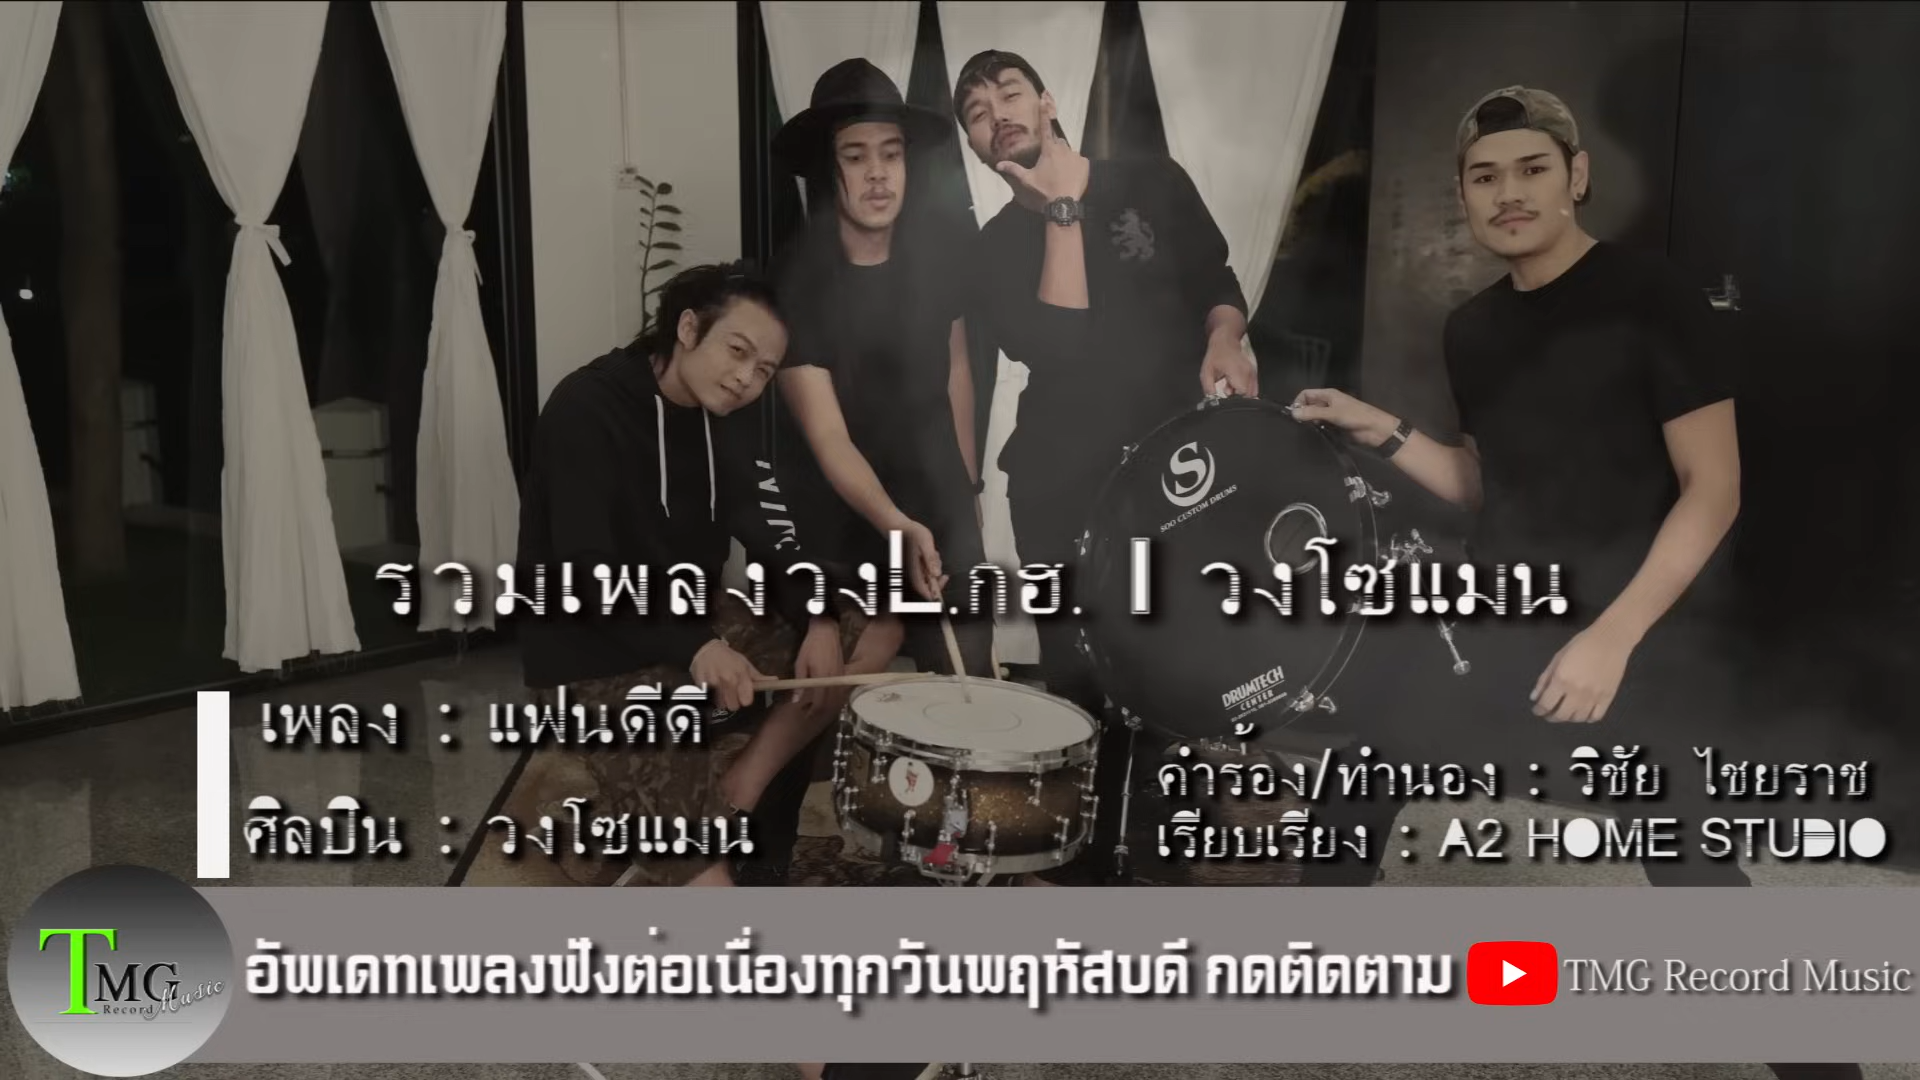 S
SOO CUSTOM DRUMS
รวมเพลงวงL.กฮ. I วงโซแมน
DRUMTECH
CENTER
เพลง : แฟนดีดี
ศิลปิน : วงโซแมน
คำร้อง/ทำนอง : วิชัย ไชยราช
เรียบเรียง : A2 HOME STUDIO
TMG
Record Music
อัพเดทเพลงฟังต่อเนื่องทุกวันพฤหัสบดี กดติดตาม TMG Record Music